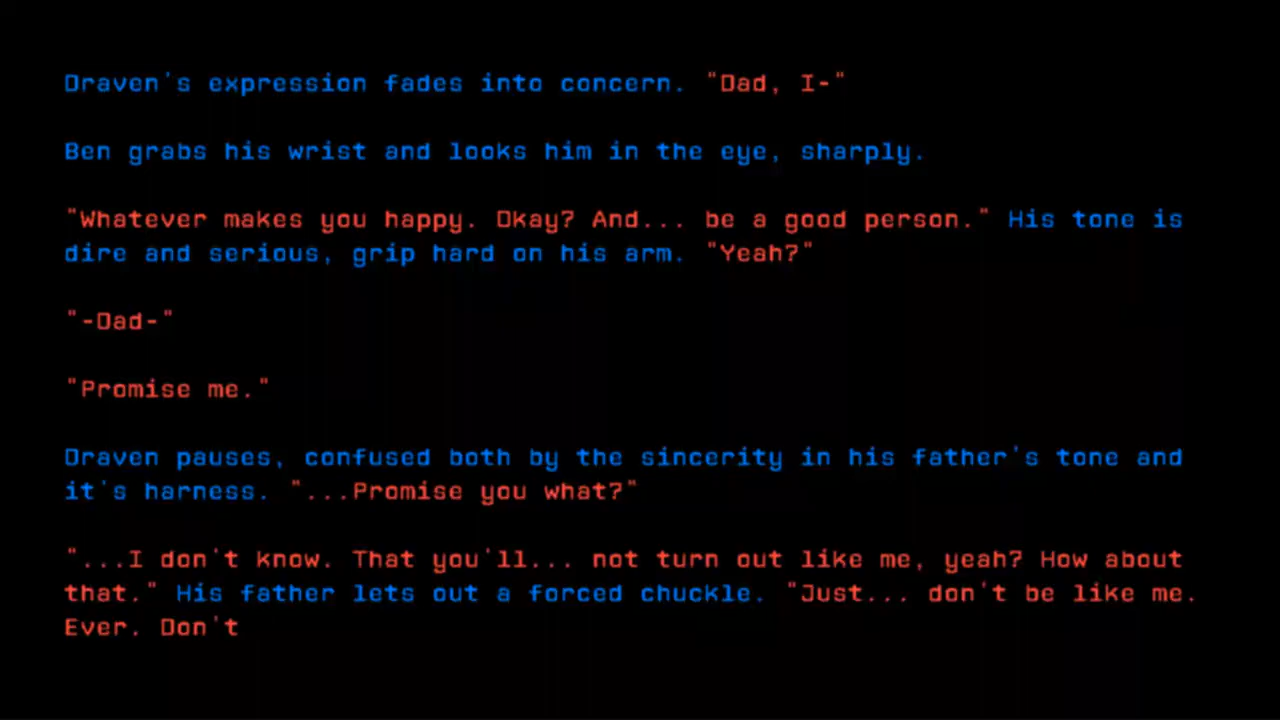 Draven's expression fades into concern. "Dad, I-"
Ben grabs his wrist and looks him in the eye, sharply.
"Whatever makes you happy. Okay? And... be a good person." His tone is
dire and serious, grip hard on his arm. "Yeah?"
"-Dad-"
"Promise me."
Draven pauses, confused both by the sincerity in his father's tone and
it's harness. "...Promise you what?"
"...I don't know. That you'll... not turn out like me, yeah? How about
that." His father lets out a forced chuckle. "Just... don't be like me.
Ever. Don't